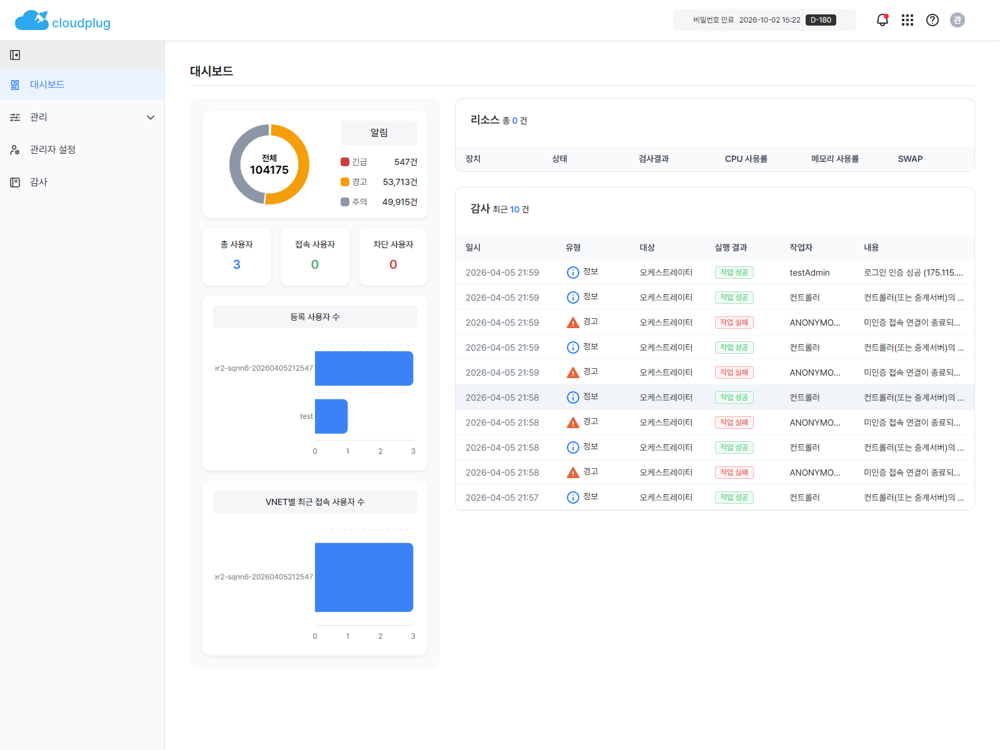 cloudplug
비밀번호 만료 2026-10-02 15:22 D-180
관
대시보드
관리
관리자 설정
감사
대시보드
전체
104175
알림
긴급 547건
경고 53,713건
주의 49,915건
총 사용자
3
접속 사용자
0
차단 사용자
0
등록 사용자 수
er2-sqnn6-20260405212547
test
0 1 2 3
VNET별 최근 접속 사용자 수
er2-sqnn6-20260405212547
0 1 2 3
리소스 총 0 건
장치 상태 검사결과 CPU 사용률 메모리 사용률 SWAP
감사 최근 10 건
일시 유형 대상 실행 결과 작업자 내용
2026-04-05 21:59 정보 오케스트레이터 작업 성공 testAdmin 로그인 인증 성공 (175.115....
2026-04-05 21:59 정보 오케스트레이터 작업 성공 컨트롤러 컨트롤러(또는 중계서버)의 ...
2026-04-05 21:59 경고 오케스트레이터 작업 실패 ANONYMO... 미인증 접속 연결이 종료되...
2026-04-05 21:59 정보 오케스트레이터 작업 성공 컨트롤러 컨트롤러(또는 중계서버)의 ...
2026-04-05 21:59 경고 오케스트레이터 작업 실패 ANONYMO... 미인증 접속 연결이 종료되...
2026-04-05 21:58 정보 오케스트레이터 작업 성공 컨트롤러 컨트롤러(또는 중계서버)의 ...
2026-04-05 21:58 경고 오케스트레이터 작업 실패 ANONYMO... 미인증 접속 연결이 종료되...
2026-04-05 21:58 정보 오케스트레이터 작업 성공 컨트롤러 컨트롤러(또는 중계서버)의 ...
2026-04-05 21:58 경고 오케스트레이터 작업 실패 ANONYMO... 미인증 접속 연결이 종료되...
2026-04-05 21:57 정보 오케스트레이터 작업 성공 컨트롤러 컨트롤러(또는 중계서버)의 ...